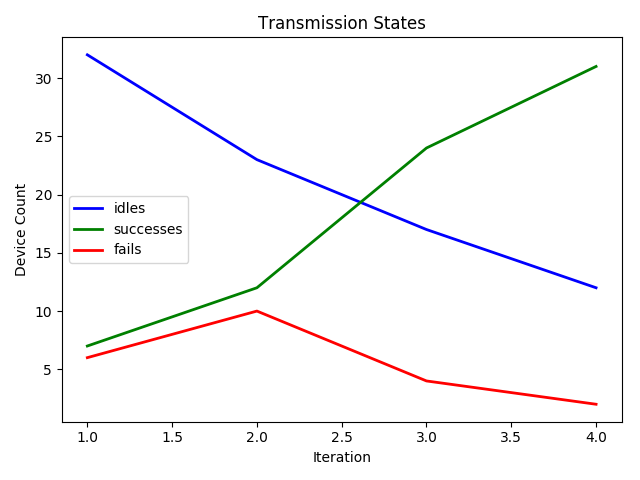 Transmission States
Device Count
30
25
20
15
10
5
idles
successes
fails
1.0 1.5 2.0 2.5 3.0 3.5 4.0
Iteration